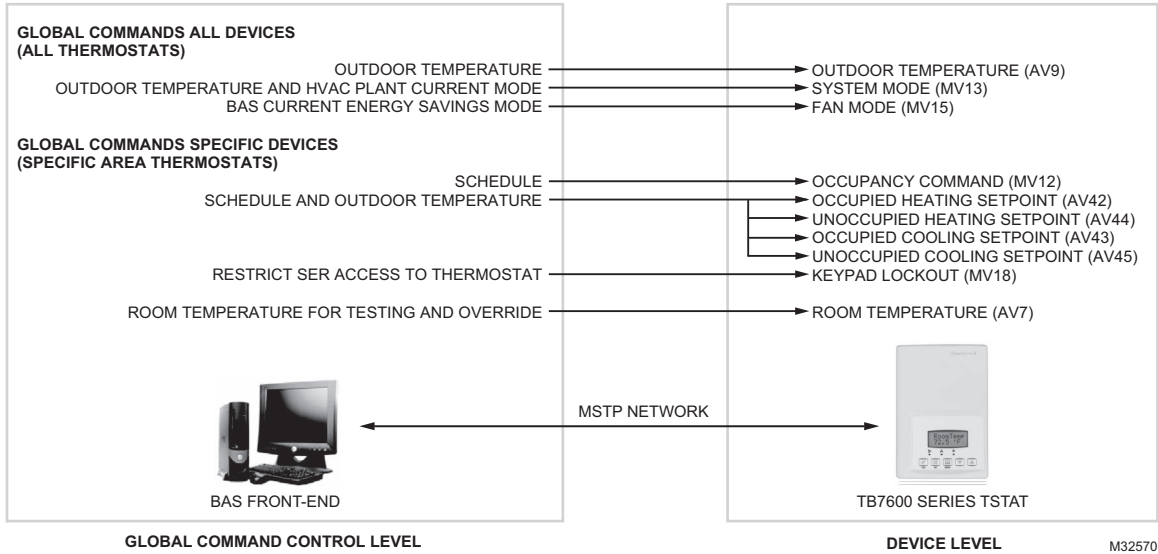 GLOBAL COMMANDS ALL DEVICES
(ALL THERMOSTATS)
OUTDOOR TEMPERATURE
OUTDOOR TEMPERATURE (AV9)
OUTDOOR TEMPERATURE AND HVAC PLANT CURRENT MODE
SYSTEM MODE (MV13)
BAS CURRENT ENERGY SAVINGS MODE
FAN MODE (MV15)
GLOBAL COMMANDS SPECIFIC DEVICES
(SPECIFIC AREA THERMOSTATS)
SCHEDULE
OCCUPANCY COMMAND (MV12)
SCHEDULE AND OUTDOOR TEMPERATURE
OCCUPIED HEATING SETPOINT (AV42)
UNOCCUPIED HEATING SETPOINT (AV44)
OCCUPIED COOLING SETPOINT (AV43)
UNOCCUPIED COOLING SETPOINT (AV45)
RESTRICT SER ACCESS TO THERMOSTAT
KEYPAD LOCKOUT (MV18)
ROOM TEMPERATURE FOR TESTING AND OVERRIDE
ROOM TEMPERATURE (AV7)
MSTP NETWORK
RoomTemp
72.5 °F
BAS FRONT-END
TB7600 SERIES TSTAT
GLOBAL COMMAND CONTROL LEVEL
DEVICE LEVEL
M32570